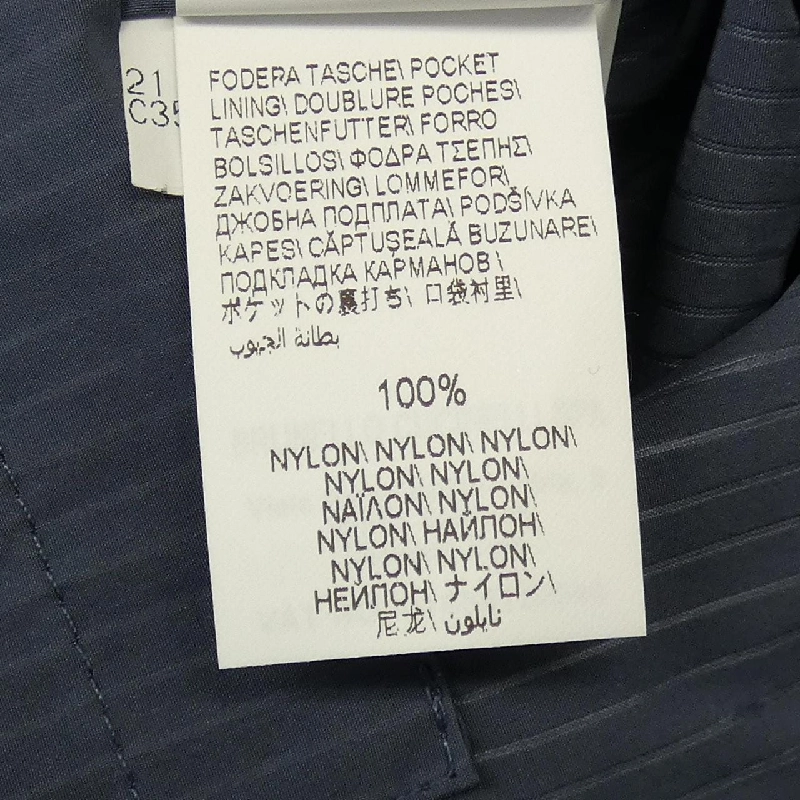 21
C35
FODERA TASCHE\ POCKET
LINING\ DOUBLURE POCHES\
TASCHENFUTTER\ FORRO
BOLSILLOS\ ΦΟΔΡΑ ΤΣΕΠΗΣ\
ZAKVOERING\ LOMMEFOR\
ДЖОБНА ПОДПЛАТА\ PODŠÍVKA
KAPES\ CĂPTUŞEALĂ BUZUNARE\
ПОДКЛАДКА КАРМАНОВ \
ポケットの裏打ち\ 口袋衬里\
بطانة الجيوب
100%
NYLON\ NYLON\ NYLON\
NYLON\ NYLON\
ΝΑΪΛΟΝ\ NYLON\
NYLON\ НАЙЛОН\
NYLON\ NYLON\
НЕЙЛОН\ ナイロン\
尼龙\ نايلون